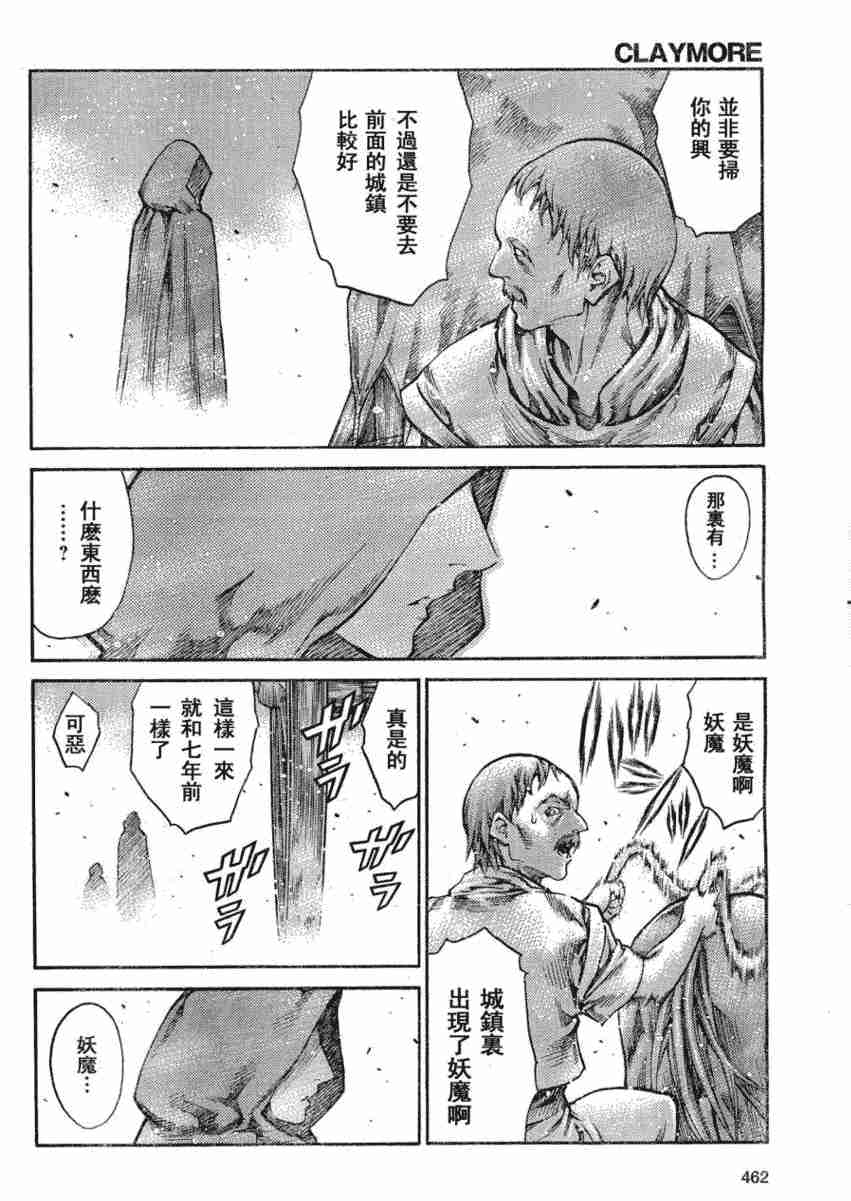 CLAYMORE
並非要掃
你的興
不過還是不要去
前面的城鎮
比較好
那裏有…
什麼東西麼
……?
是妖魔啊
妖魔
城鎮裏
出現了妖魔啊
真是的
這樣一來
就和七年前
一樣了
可惡
ガラ
ガラ
ガラ
妖魔…
462